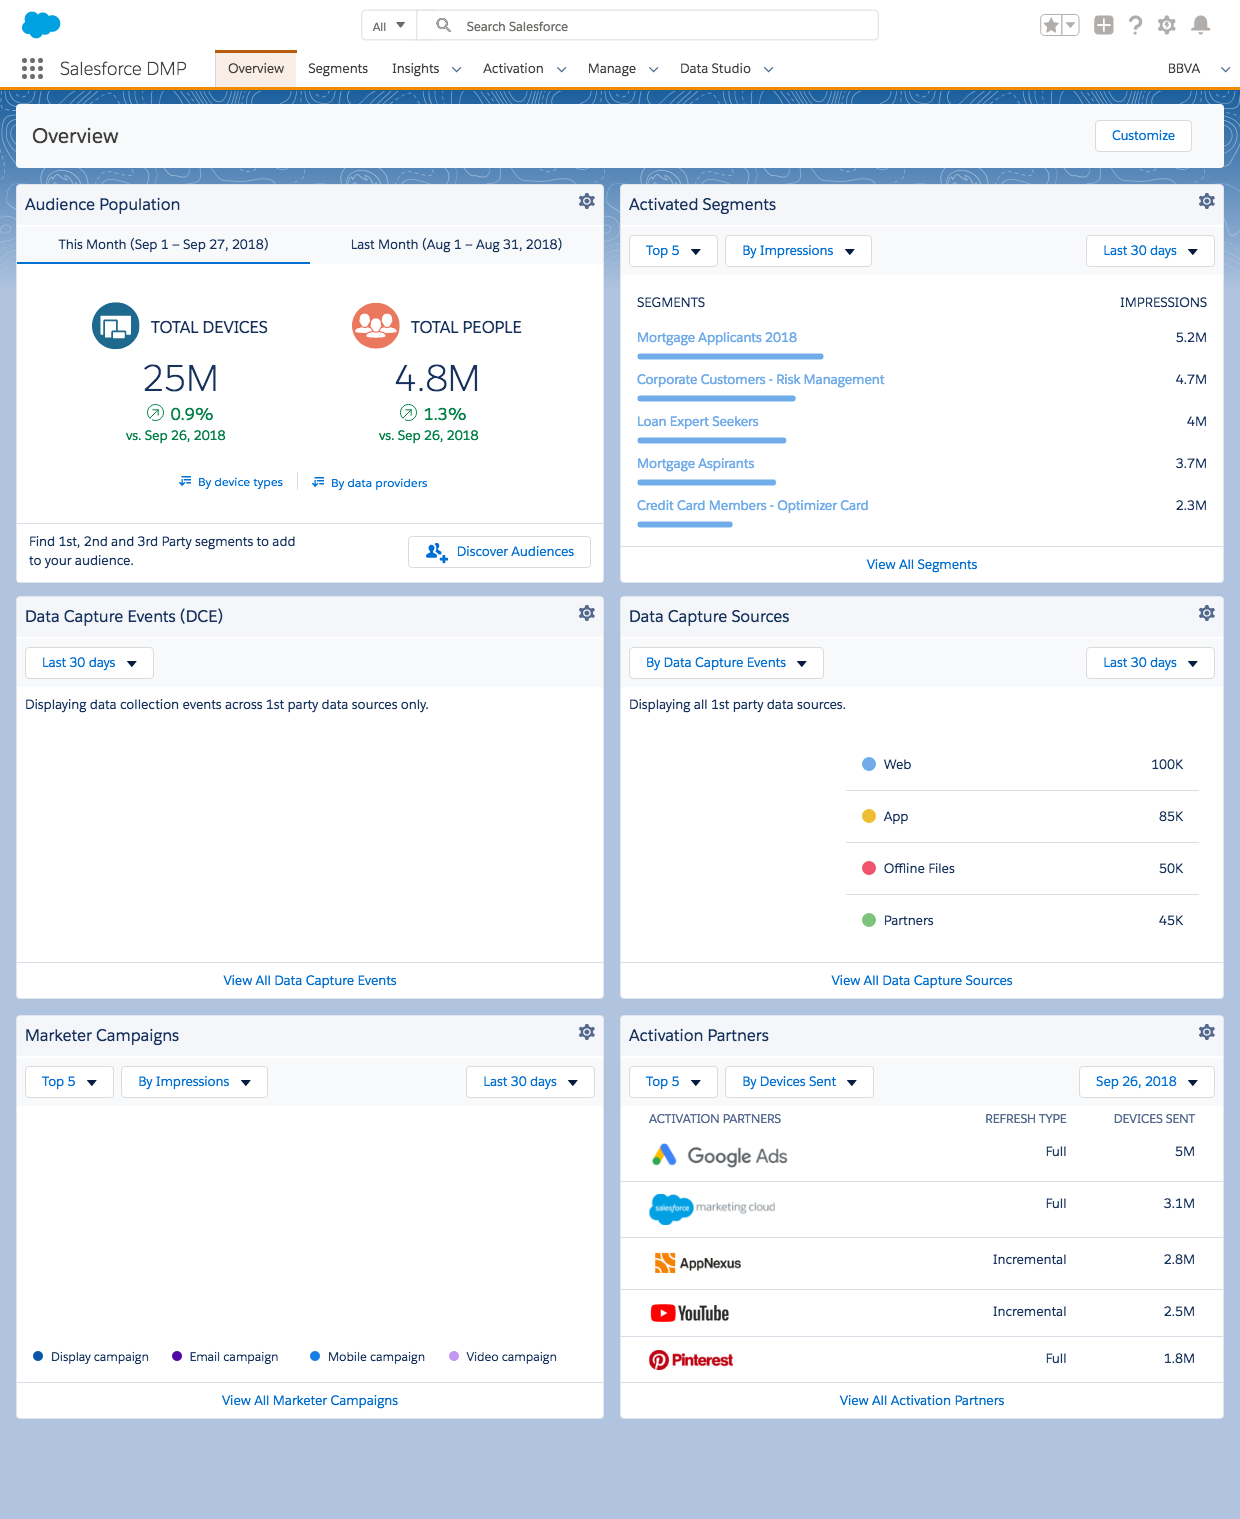 All
Search Salesforce
Salesforce DMP
Overview
Segments
Insights
Activation
Manage
Data Studio
BBVA
Overview
Customize
Audience Population
This Month (Sep 1 – Sep 27, 2018)
Last Month (Aug 1 – Aug 31, 2018)
TOTAL DEVICES
25M
0.9%
vs. Sep 26, 2018
TOTAL PEOPLE
4.8M
1.3%
vs. Sep 26, 2018
By device types
By data providers
Find 1st, 2nd and 3rd Party segments to add
to your audience.
Discover Audiences
Activated Segments
Top 5
By Impressions
Last 30 days
SEGMENTS IMPRESSIONS
Mortgage Applicants 2018 5.2M
Corporate Customers - Risk Management 4.7M
Loan Expert Seekers 4M
Mortgage Aspirants 3.7M
Credit Card Members - Optimizer Card 2.3M
View All Segments
Data Capture Events (DCE)
Last 30 days
Displaying data collection events across 1st party data sources only.
View All Data Capture Events
Data Capture Sources
By Data Capture Events
Last 30 days
Displaying all 1st party data sources.
Web 100K
App 85K
Offline Files 50K
Partners 45K
View All Data Capture Sources
Marketer Campaigns
Top 5
By Impressions
Last 30 days
Display campaign
Email campaign
Mobile campaign
Video campaign
View All Marketer Campaigns
Activation Partners
Top 5
By Devices Sent
Sep 26, 2018
ACTIVATION PARTNERS REFRESH TYPE DEVICES SENT
Google Ads Full 5M
salesforce marketing cloud Full 3.1M
AppNexus Incremental 2.8M
YouTube Incremental 2.5M
Pinterest Full 1.8M
View All Activation Partners